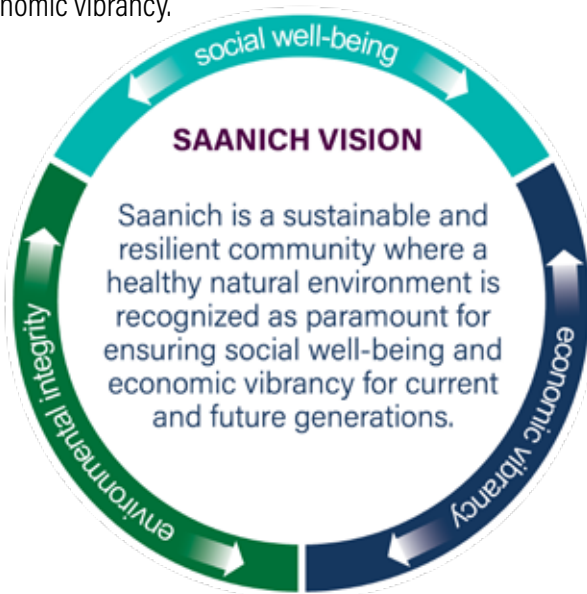 vibrancy.
social well-being
SAANICH VISION
Saanich is a sustainable and
resilient community where a
healthy natural environment is
recognized as paramount for
ensuring social well-being and
economic vibrancy for current
and future generations.
environmental integrity
economic vibrancy